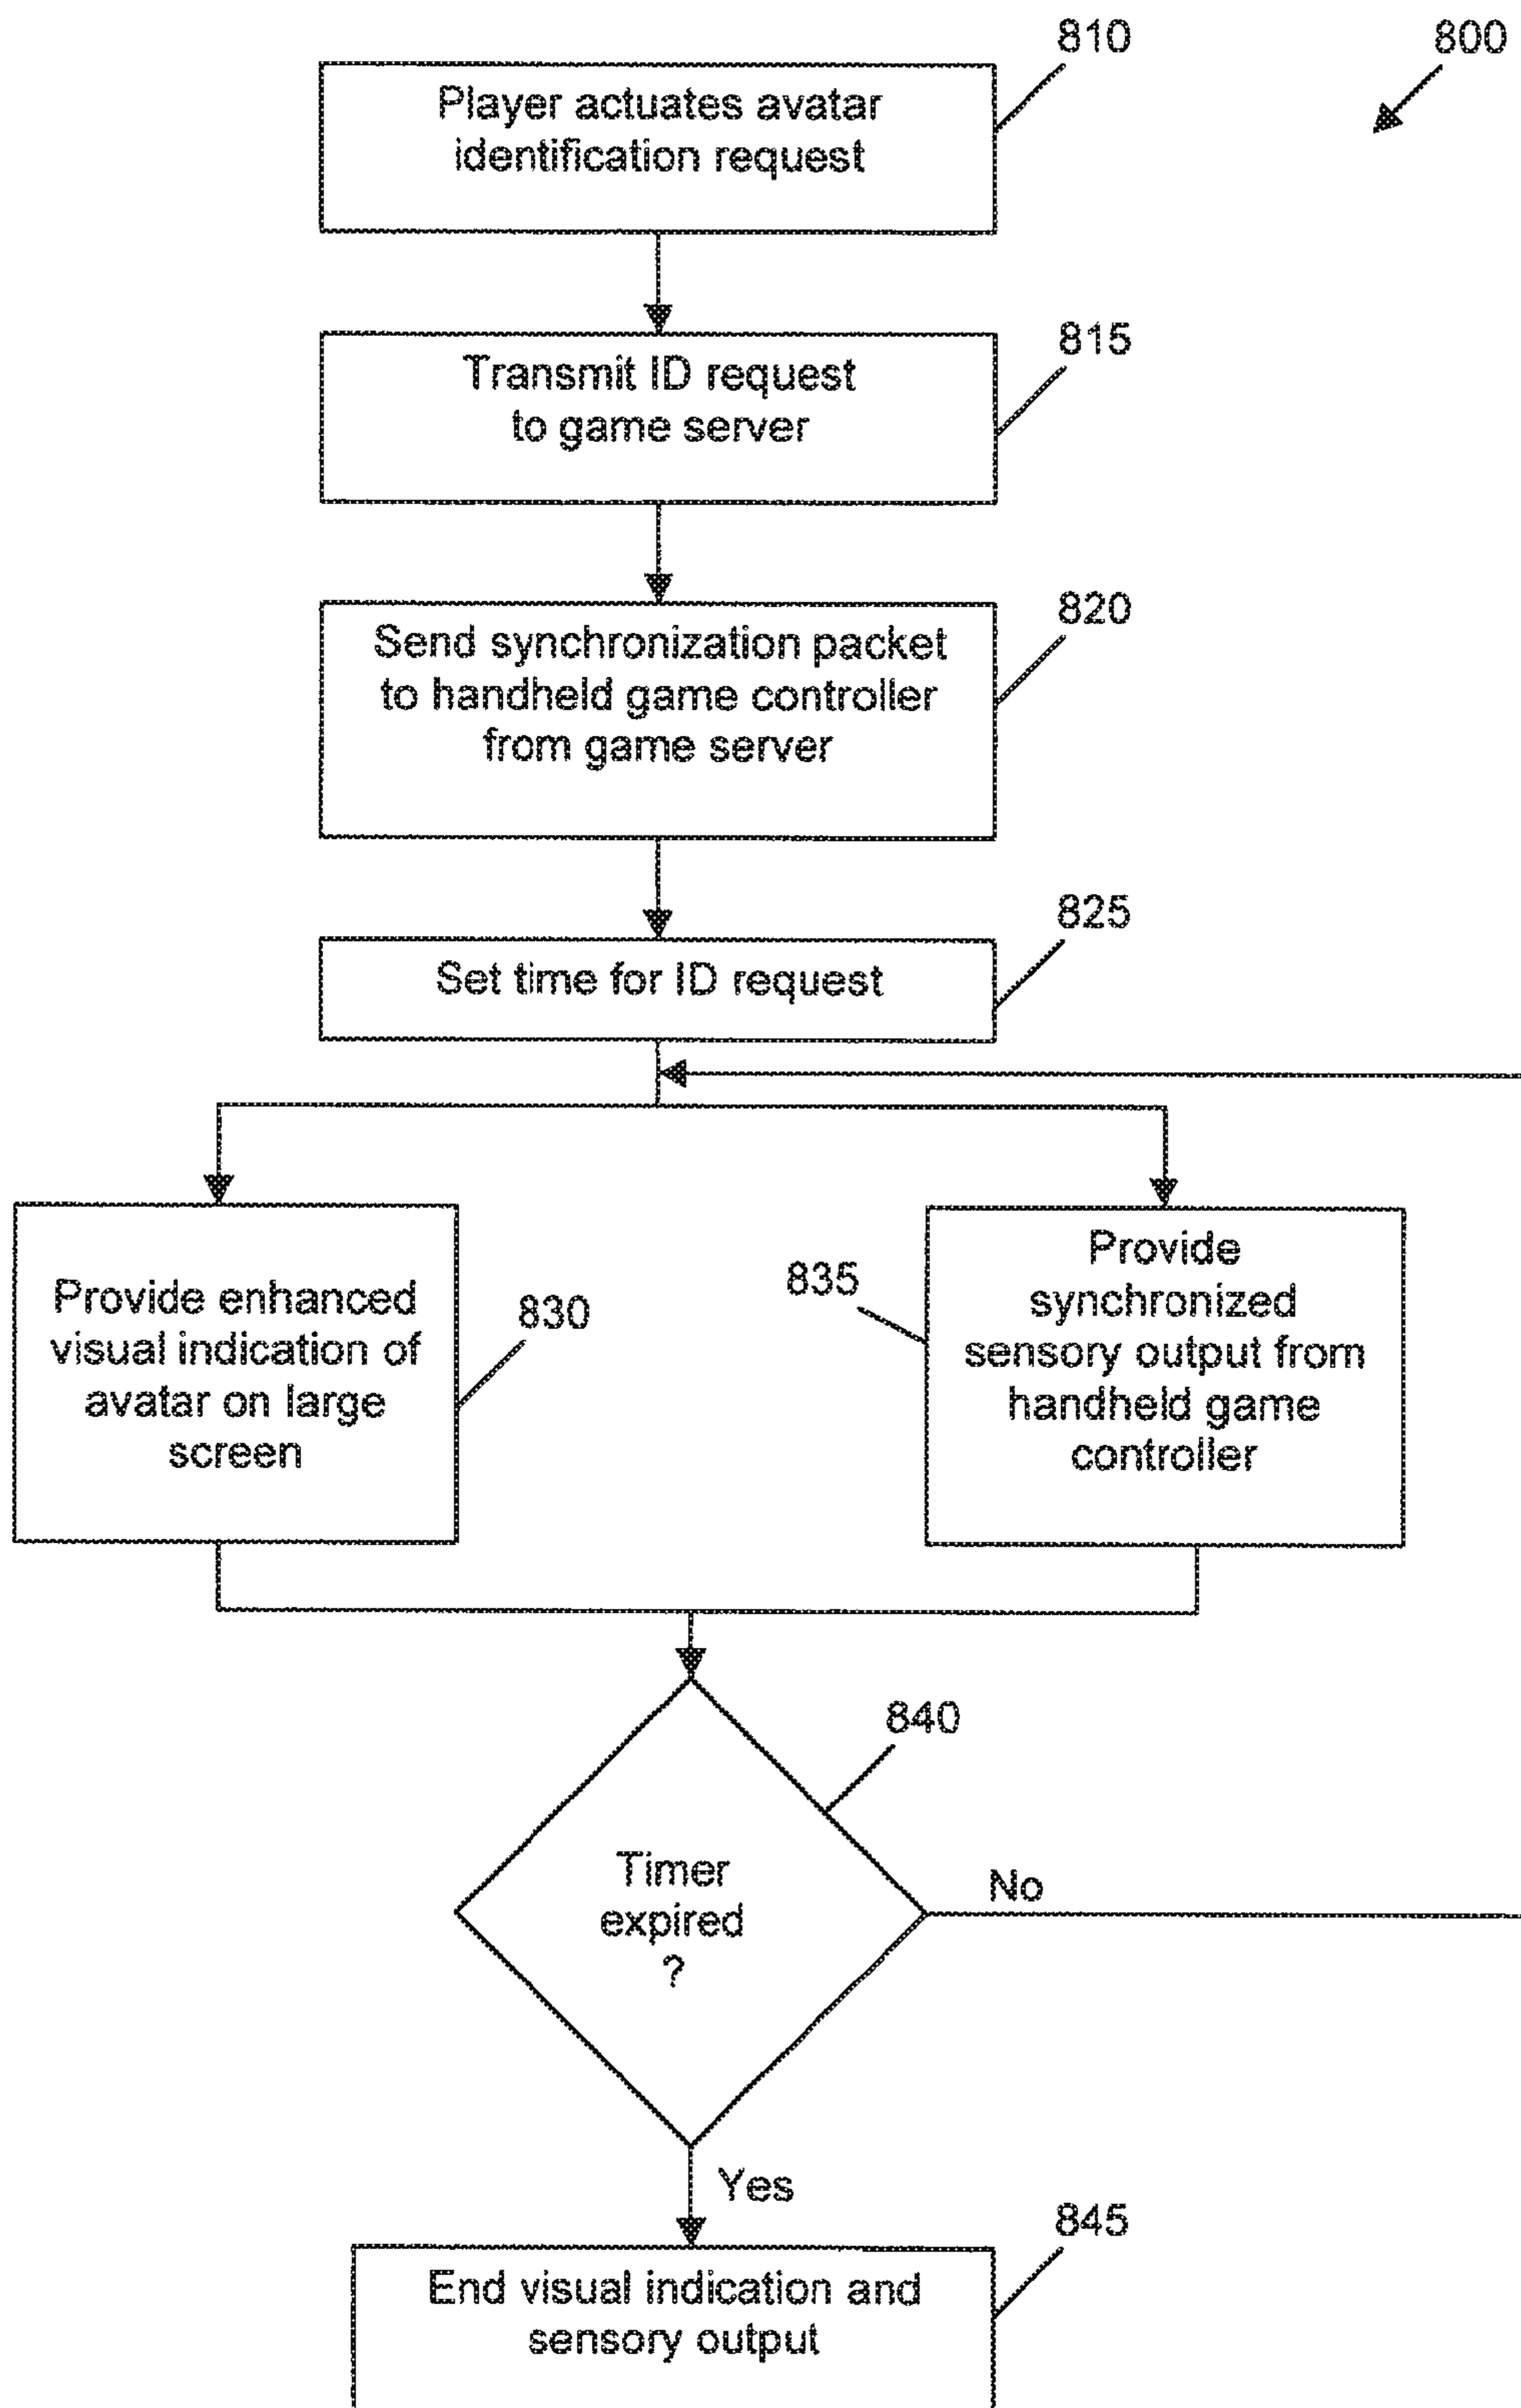 810
800
Player actuates avatar
identification request
815
Transmit ID request
to game server
820
Send synchronization packet
to handheld game controller
from game server
825
Set time for ID request
Provide enhanced
visual indication of
avatar on large
screen
830
835
Provide
synchronized
sensory output from
handheld game
controller
840
Timer
expired
?
No
Yes
845
End visual indication and
sensory output